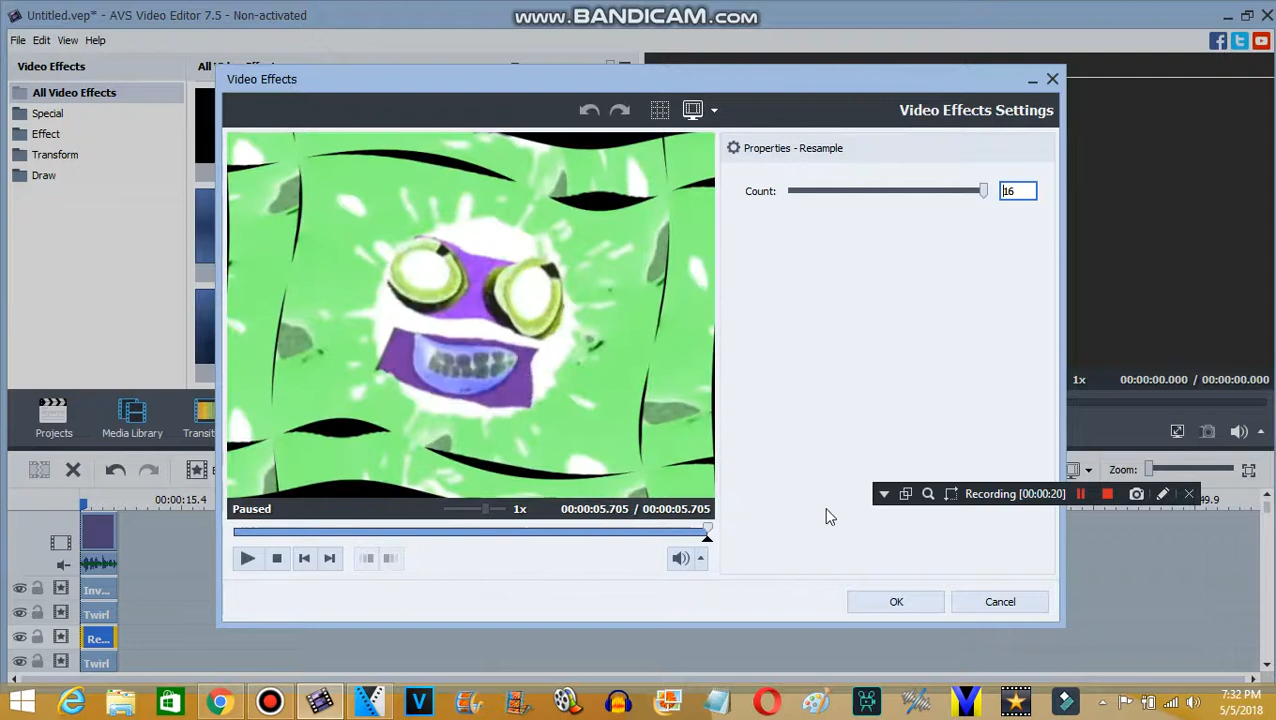 Untitled.vep* - AVS Video Editor 7.5 - Non-activated
www.BANDICAM.com
File Edit View Help
Video Effects
All Video Effects
Special
Effect
Transform
Draw
Projects
Media Library
Video Effects
Video Effects Settings
Properties - Resample
Count:
16
Paused
1x
00:00:05.705 / 00:00:05.705
OK
Cancel
1x
00:00:00.000 / 00:00:00.000
Recording [00:00:20]
Zoom:
00:00:15.4
49.9
Inv...
Twirl
Re...
Twirl
7:32 PM
5/5/2018